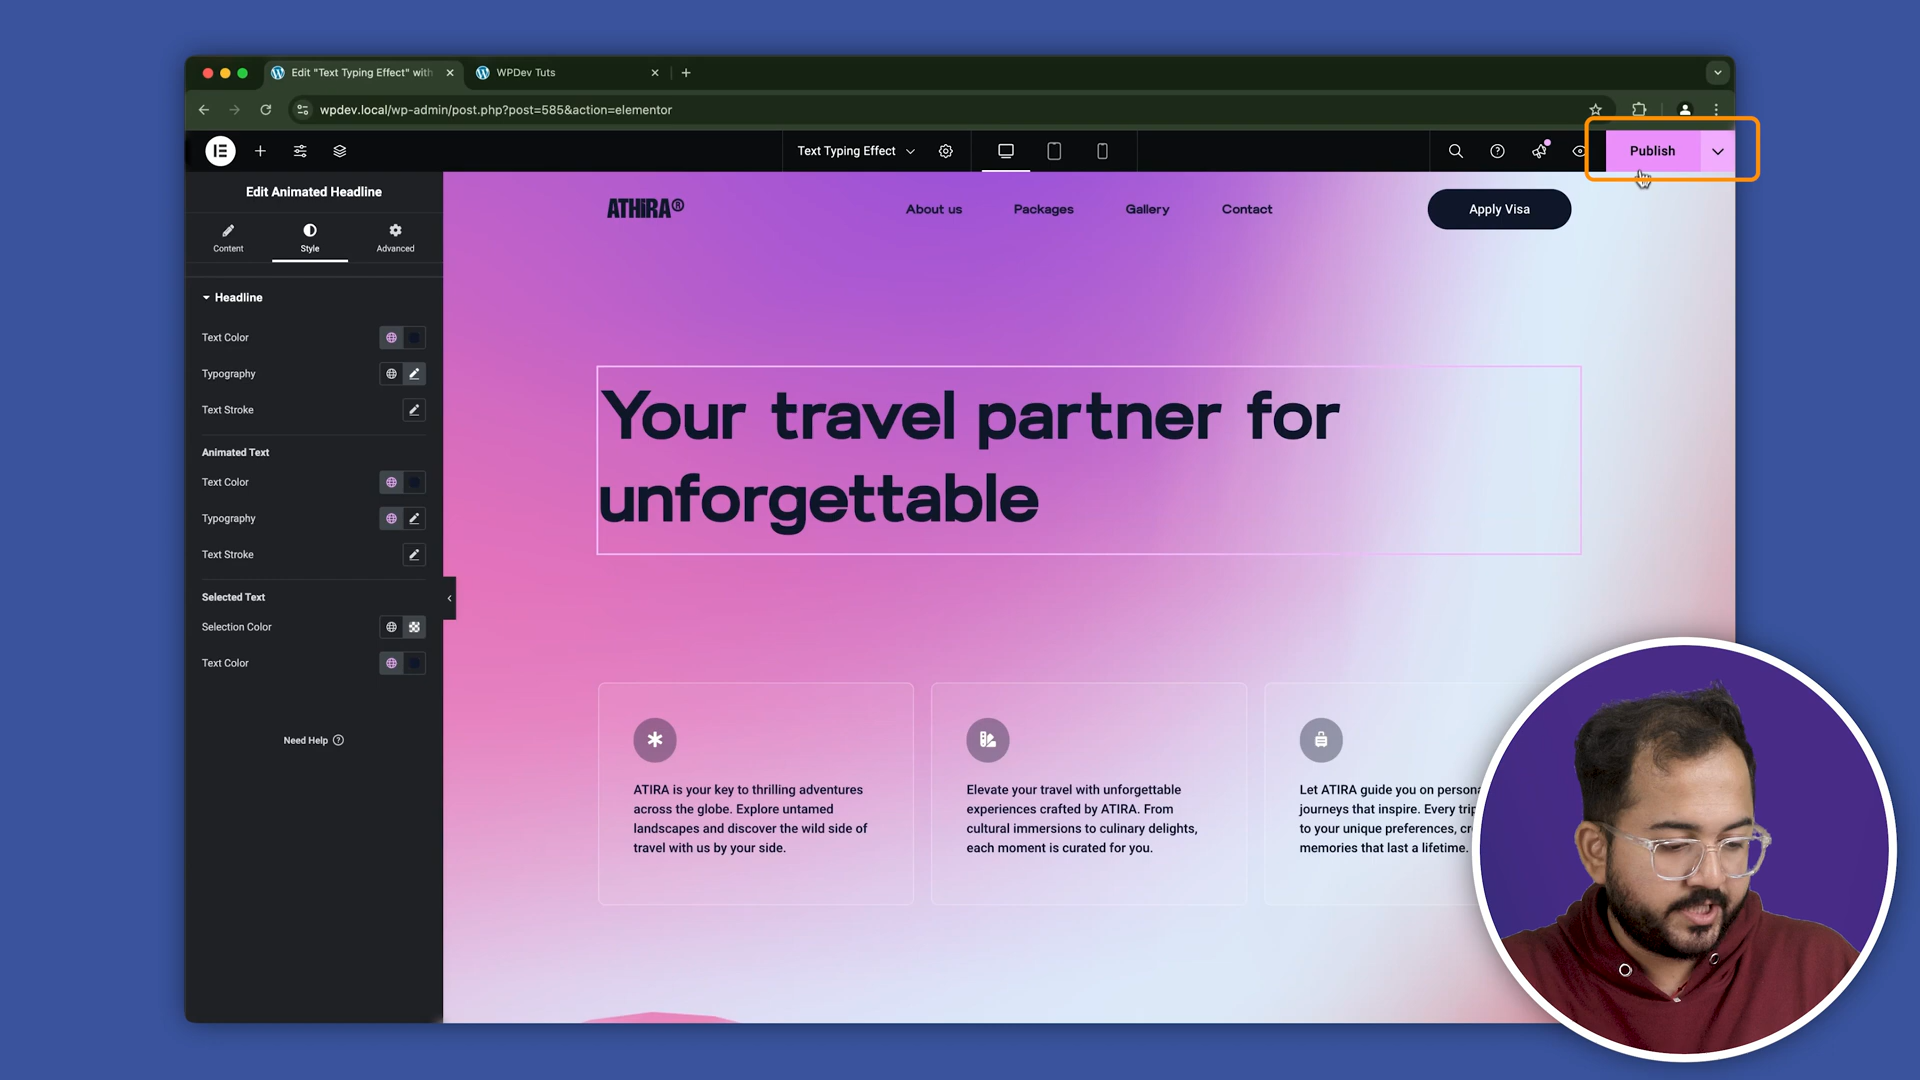 Edit "Text Typing Effect" with
WPDev Tuts
wpdev.local/wp-admin/post.php?post=585&action=elementor
Text Typing Effect
Publish
Edit Animated Headline
Content
Style
Advanced
Headline
Text Color
Typography
Text Stroke
Animated Text
Text Color
Typography
Text Stroke
Selected Text
Selection Color
Text Color
Need Help
ATHiRA®
About us
Packages
Gallery
Contact
Apply Visa
Your travel partner for
unforgettable
ATIRA is your key to thrilling adventures
across the globe. Explore untamed
landscapes and discover the wild side of
travel with us by your side.
Elevate your travel with unforgettable
experiences crafted by ATIRA. From
cultural immersions to culinary delights,
each moment is curated for you.
Let ATIRA guide you on persona
journeys that inspire. Every trip
to your unique preferences, cr
memories that last a lifetime.